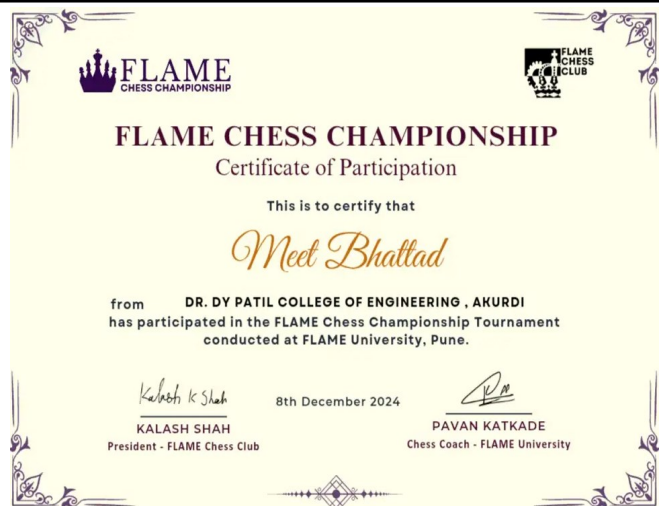 FLAME
CHESS CHAMPIONSHIP
FLAME
CHESS
CLUB
FLAME CHESS CHAMPIONSHIP
Certificate of Participation
This is to certify that
Meet Bhattad
from DR. DY PATIL COLLEGE OF ENGINEERING , AKURDI
has participated in the FLAME Chess Championship Tournament
conducted at FLAME University, Pune.
Kalash K Shah
8th December 2024
KALASH SHAH
President - FLAME Chess Club
PAVAN KATKADE
Chess Coach - FLAME University